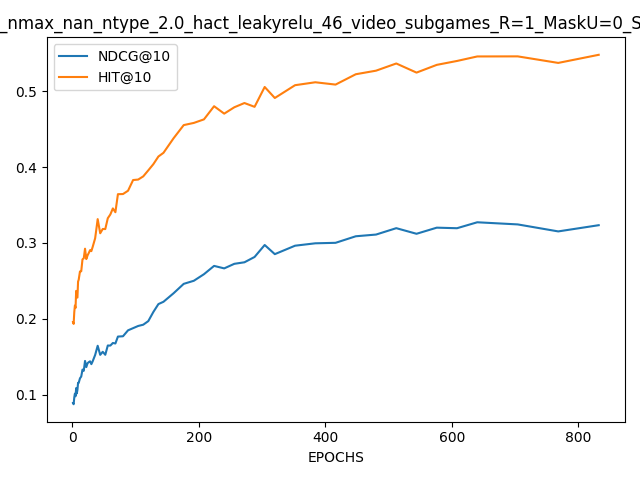 _nmax_nan_ntype_2.0_hact_leakyrelu_46_video_subgames_R=1_MaskU=0_S
NDCG@10
HIT@10
0.5
0.4
0.3
0.2
0.1
0 200 400 600 800
EPOCHS